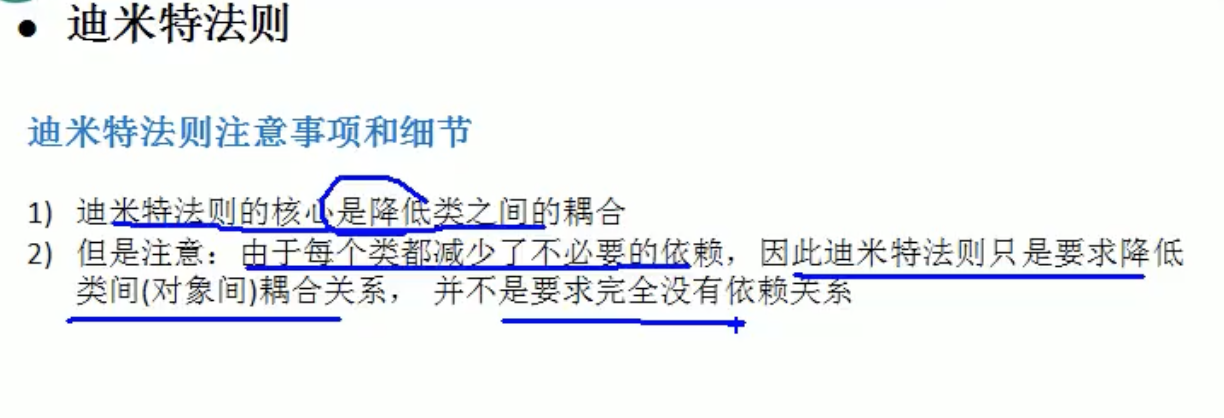 ● 迪米特法则
迪米特法则注意事项和细节
1) 迪米特法则的核心是降低类之间的耦合
2) 但是注意：由于每个类都减少了不必要的依赖，因此迪米特法则只是要求降低
类间(对象间)耦合关系， 并不是要求完全没有依赖关系